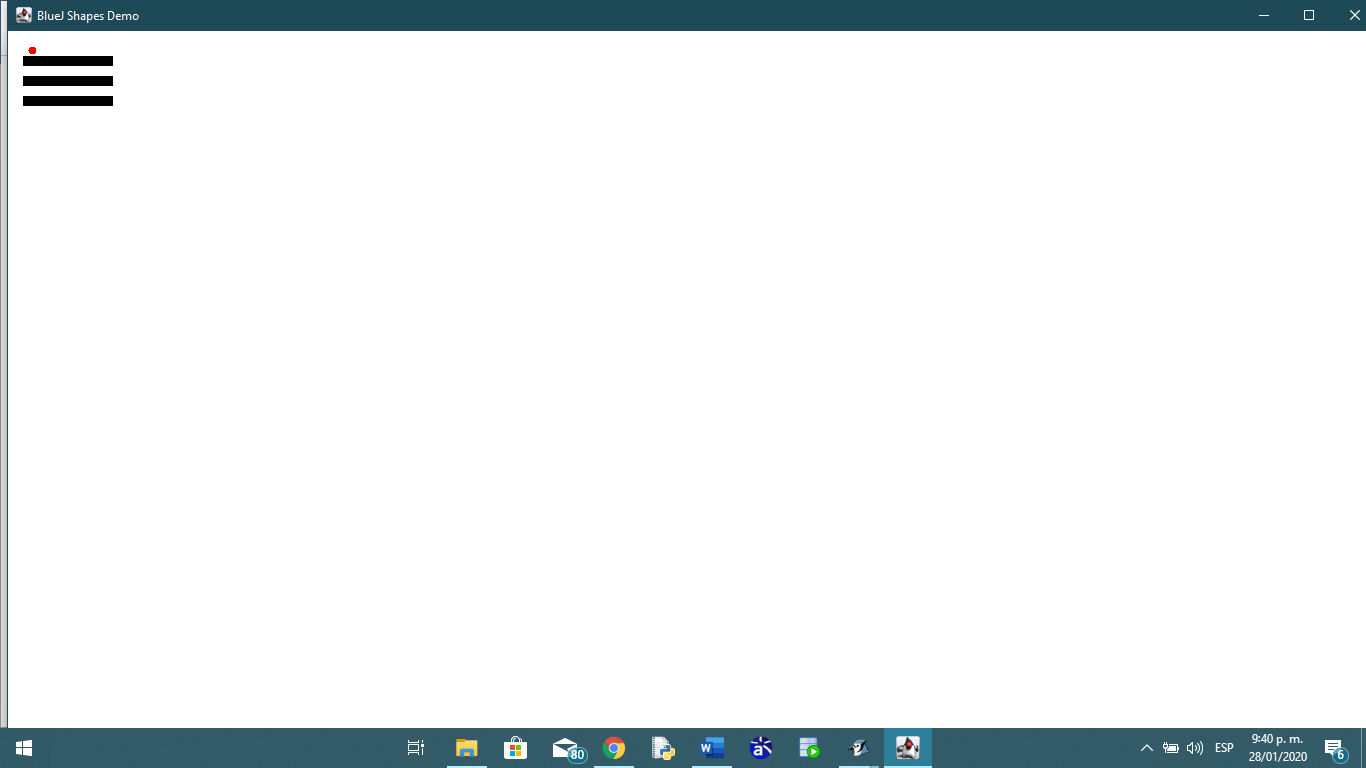 BlueJ Shapes Demo
80
W
a
ESP
9:40 p. m.
28/01/2020
6